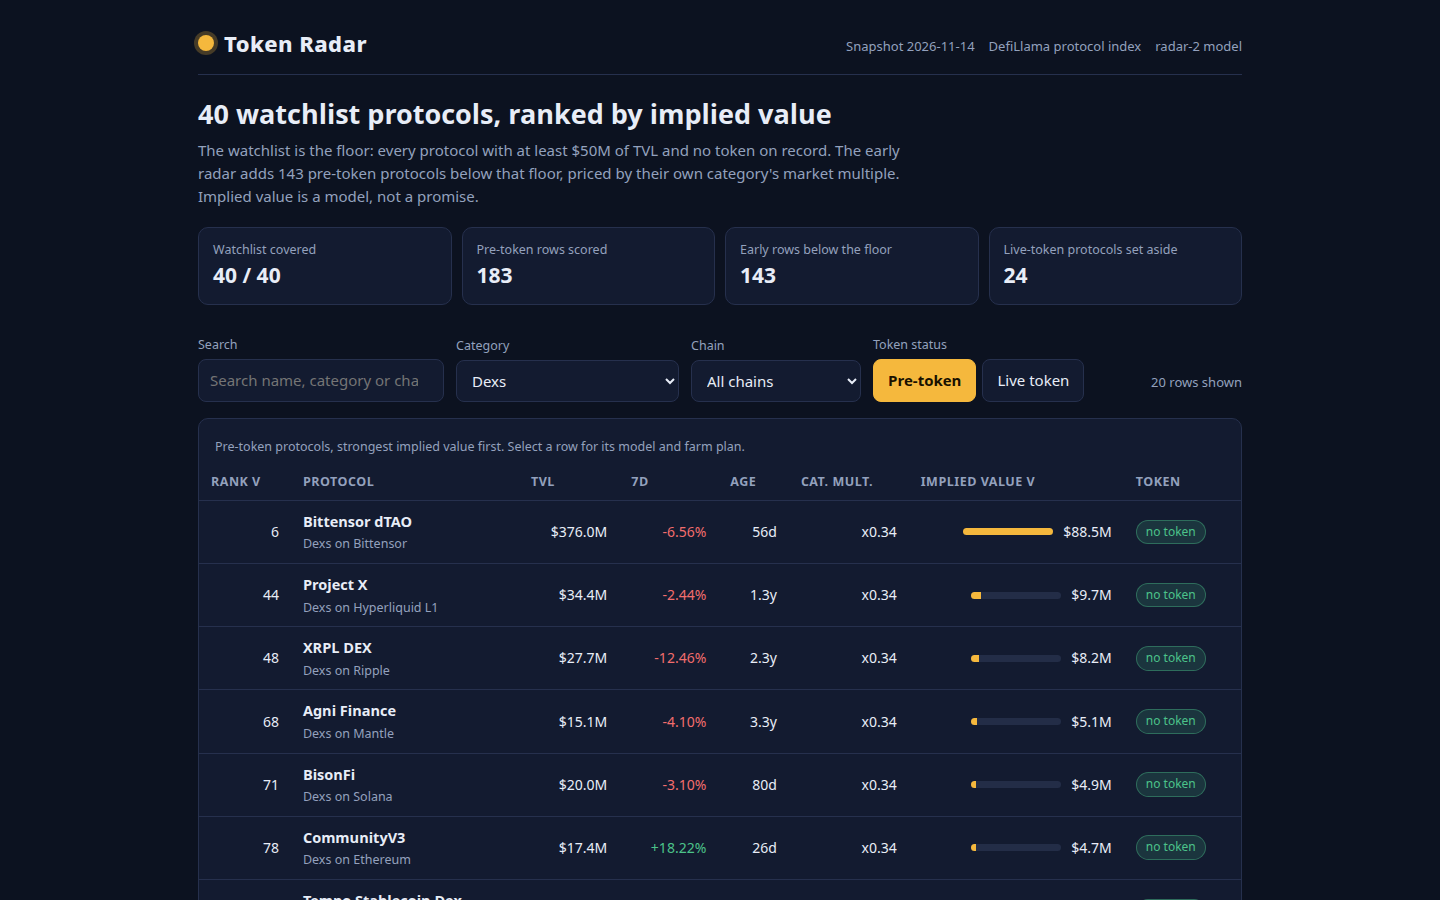 Token Radar
Snapshot 2026-11-14 DefiLlama protocol index radar-2 model
40 watchlist protocols, ranked by implied value
The watchlist is the floor: every protocol with at least $50M of TVL and no token on record. The early
radar adds 143 pre-token protocols below that floor, priced by their own category's market multiple.
Implied value is a model, not a promise.
Watchlist covered
40 / 40
Pre-token rows scored
183
Early rows below the floor
143
Live-token protocols set aside
24
Search
Search name, category or cha
Category
Dexs
Chain
All chains
Token status
Pre-token
Live token
20 rows shown
Pre-token protocols, strongest implied value first. Select a row for its model and farm plan.
RANK V PROTOCOL TVL 7D AGE CAT. MULT. IMPLIED VALUE V TOKEN
6 Bittensor dTAO $376.0M -6.56% 56d x0.34 $88.5M no token
Dexs on Bittensor
44 Project X $34.4M -2.44% 1.3y x0.34 $9.7M no token
Dexs on Hyperliquid L1
48 XRPL DEX $27.7M -12.46% 2.3y x0.34 $8.2M no token
Dexs on Ripple
68 Agni Finance $15.1M -4.10% 3.3y x0.34 $5.1M no token
Dexs on Mantle
71 BisonFi $20.0M -3.10% 80d x0.34 $4.9M no token
Dexs on Solana
78 CommunityV3 $17.4M +18.22% 26d x0.34 $4.7M no token
Dexs on Ethereum
Tempo Stablecoin Dex